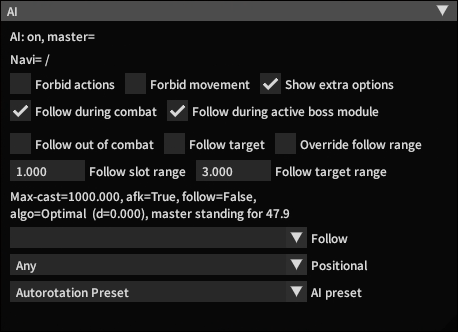 AI
AI: on, master=
Navi= /
Forbid actions Forbid movement Show extra options
Follow during combat Follow during active boss module
Follow out of combat Follow target Override follow range
1.000 Follow slot range 3.000 Follow target range
Max-cast=1000.000, afk=True, follow=False,
algo=Optimal (d=0.000), master standing for 47.9
Follow
Any Positional
Autorotation Preset AI preset